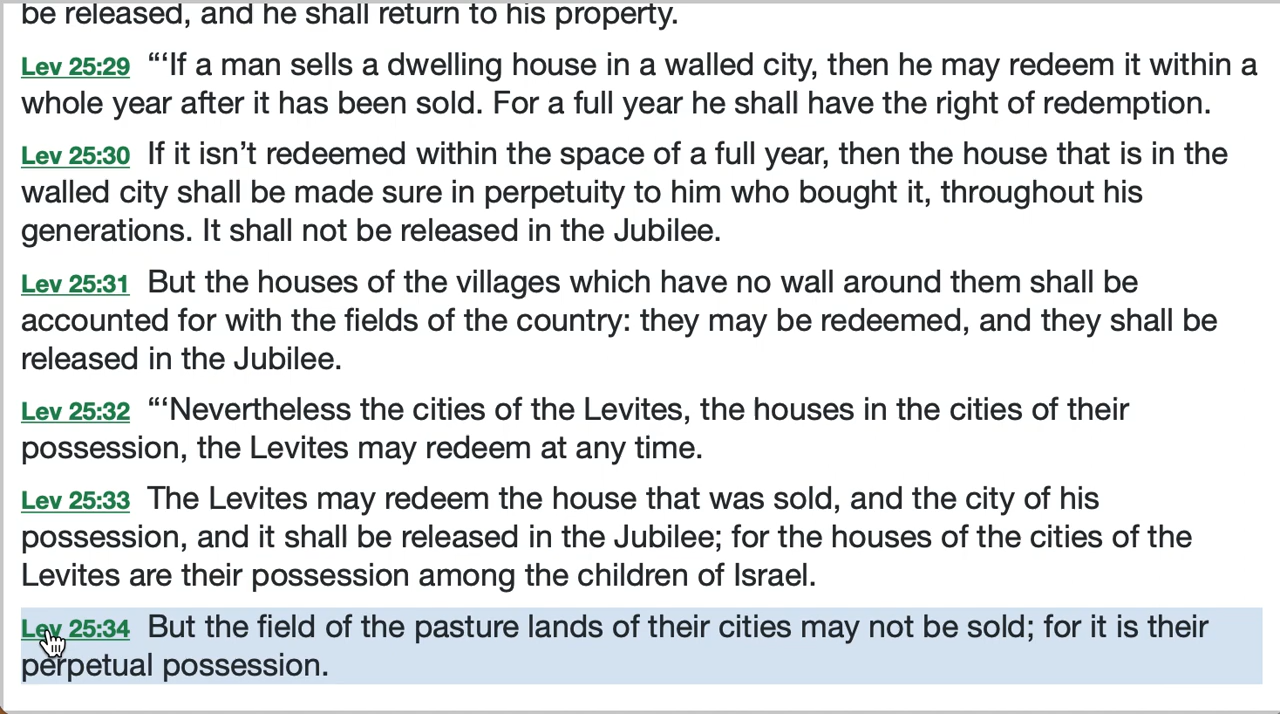 be released, and he shall return to his property.
Lev 25:29 “‘If a man sells a dwelling house in a walled city, then he may redeem it within a
whole year after it has been sold. For a full year he shall have the right of redemption.
Lev 25:30 If it isn’t redeemed within the space of a full year, then the house that is in the
walled city shall be made sure in perpetuity to him who bought it, throughout his
generations. It shall not be released in the Jubilee.
Lev 25:31 But the houses of the villages which have no wall around them shall be
accounted for with the fields of the country: they may be redeemed, and they shall be
released in the Jubilee.
Lev 25:32 “‘Nevertheless the cities of the Levites, the houses in the cities of their
possession, the Levites may redeem at any time.
Lev 25:33 The Levites may redeem the house that was sold, and the city of his
possession, and it shall be released in the Jubilee; for the houses of the cities of the
Levites are their possession among the children of Israel.
Lev 25:34 But the field of the pasture lands of their cities may not be sold; for it is their
perpetual possession.